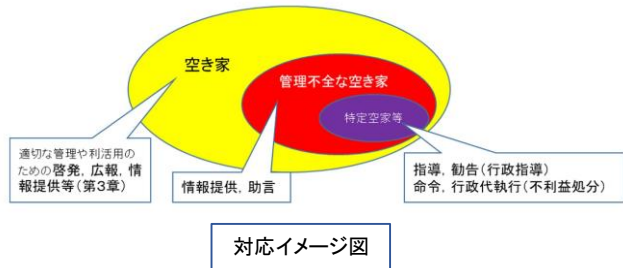 空き家
管理不全な空き家
特定空家等
適切な管理や利活用の
ための啓発，広報，情
報提供等(第3章)
情報提供，助言
指導，勧告(行政指導)
命令，行政代執行(不利益処分)
対応イメージ図